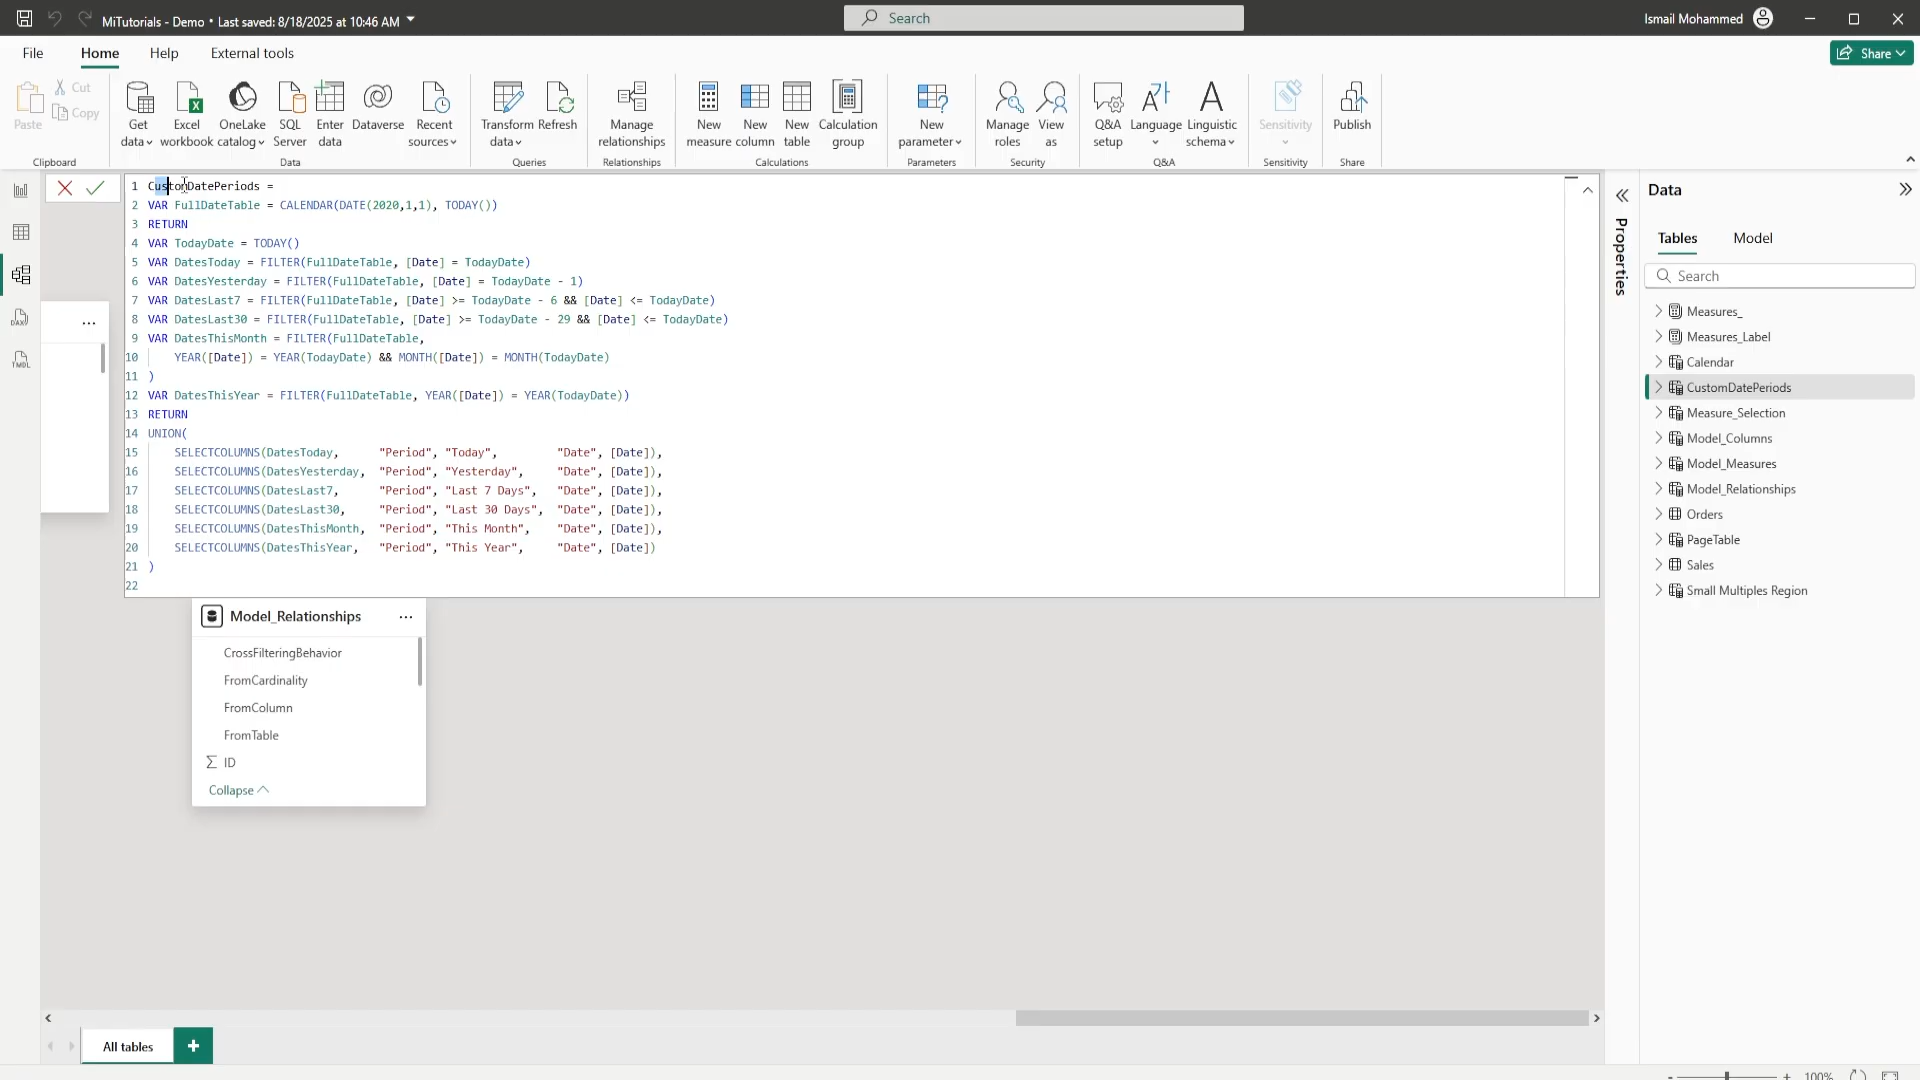 MiTutorials - Demo • Last saved: 8/18/2025 at 10:46 AM
Search
Ismail Mohammed
File
Home
Help
External tools
Share
Paste
Cut
Copy
Clipboard
Get data
Excel workbook
OneLake catalog
SQL Server
Enter data
Dataverse
Recent sources
Data
Transform data
Refresh
Queries
Manage relationships
Relationships
New measure
New column
New table
Calculation group
Calculations
New parameter
Parameters
Manage roles
View as
Security
Q&A setup
Language
Linguistic schema
Q&A
Sensitivity
Sensitivity
Publish
Share
1 CustomDatePeriods =
2 VAR FullDateTable = CALENDAR(DATE(2020,1,1), TODAY())
3 RETURN
4 VAR TodayDate = TODAY()
5 VAR DatesToday = FILTER(FullDateTable, [Date] = TodayDate)
6 VAR DatesYesterday = FILTER(FullDateTable, [Date] = TodayDate - 1)
7 VAR DatesLast7 = FILTER(FullDateTable, [Date] >= TodayDate - 6 && [Date] <= TodayDate)
8 VAR DatesLast30 = FILTER(FullDateTable, [Date] >= TodayDate - 29 && [Date] <= TodayDate)
9 VAR DatesThisMonth = FILTER(FullDateTable,
10 YEAR([Date]) = YEAR(TodayDate) && MONTH([Date]) = MONTH(TodayDate)
11 )
12 VAR DatesThisYear = FILTER(FullDateTable, YEAR([Date]) = YEAR(TodayDate))
13 RETURN
14 UNION(
15 SELECTCOLUMNS(DatesToday, "Period", "Today", "Date", [Date]),
16 SELECTCOLUMNS(DatesYesterday, "Period", "Yesterday", "Date", [Date]),
17 SELECTCOLUMNS(DatesLast7, "Period", "Last 7 Days", "Date", [Date]),
18 SELECTCOLUMNS(DatesLast30, "Period", "Last 30 Days", "Date", [Date]),
19 SELECTCOLUMNS(DatesThisMonth, "Period", "This Month", "Date", [Date]),
20 SELECTCOLUMNS(DatesThisYear, "Period", "This Year", "Date", [Date])
21 )
22
DAX
TMDL
Model_Relationships
CrossFilteringBehavior
FromCardinality
FromColumn
FromTable
ID
Collapse
Properties
Data
Tables
Model
Search
Measures_
Measures_Label
Calendar
CustomDatePeriods
Measure_Selection
Model_Columns
Model_Measures
Model_Relationships
Orders
PageTable
Sales
Small Multiples Region
All tables
100%